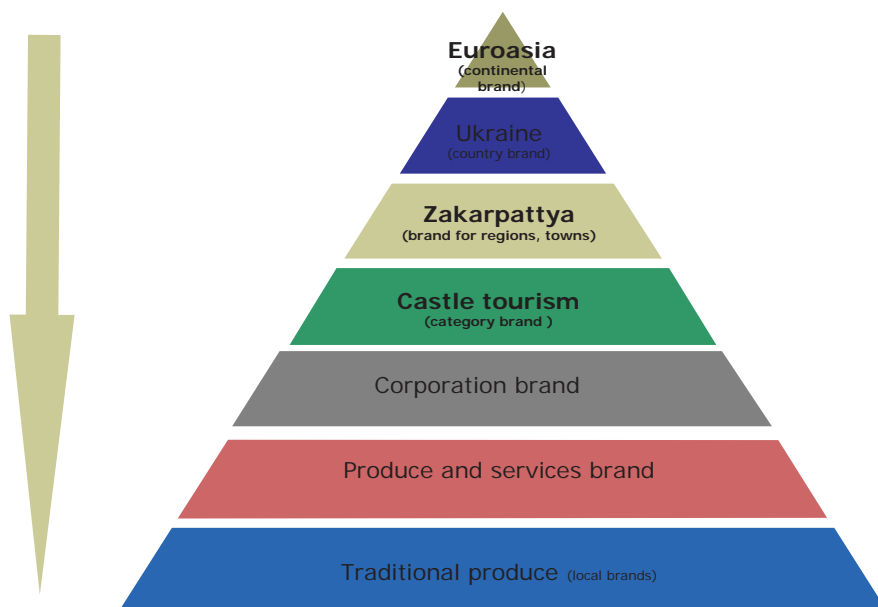 Euroasia
(continental
brand)
Ukraine
(country brand)
Zakarpattya
(brand for regions, towns)
Castle tourism
(category brand )
Corporation brand
Produce and services brand
Traditional produce (local brands)